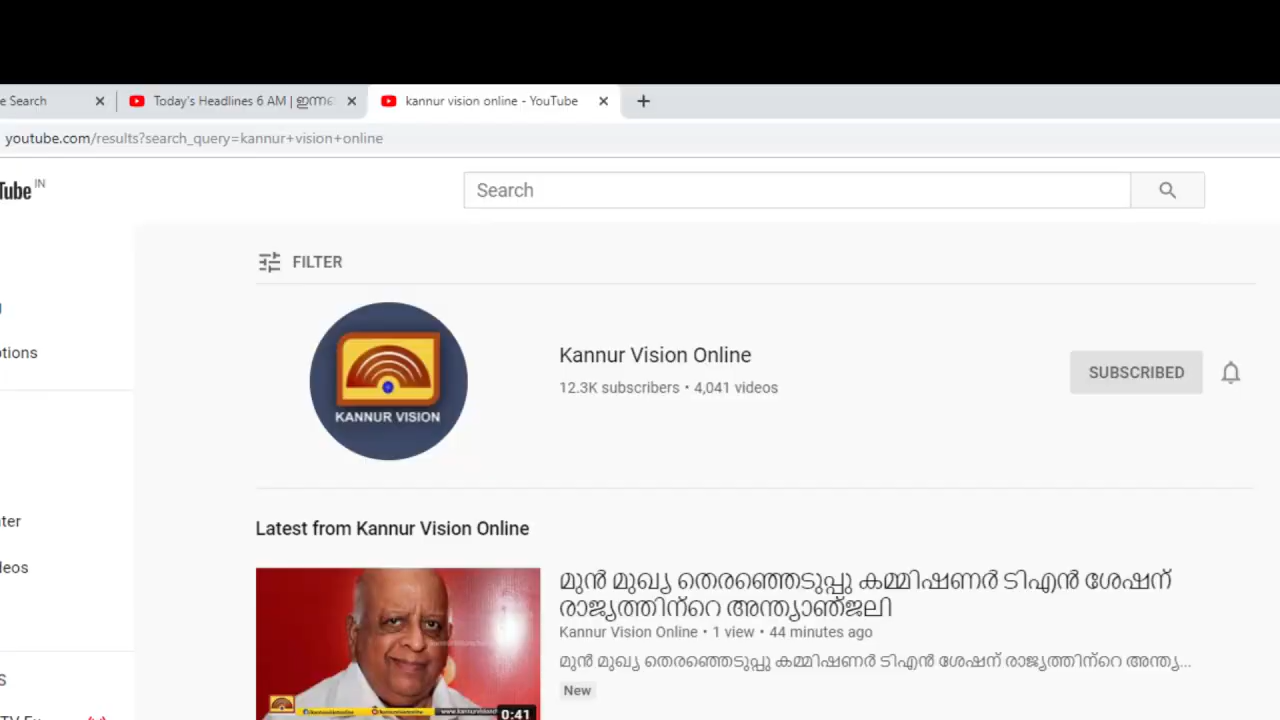 e Search
Today's Headlines 6 AM | ഇന്നത
kannur vision online - YouTube
youtube.com/results?search_query=kannur+vision+online
Tube IN
Search
FILTER
KANNUR VISION
Kannur Vision Online
12.3K subscribers • 4,041 videos
SUBSCRIBED
ptions
Latest from Kannur Vision Online
മുൻ മുഖ്യ തെരഞ്ഞെടുപ്പു കമ്മിഷണർ ടിഎൻ ശേഷന്
രാജ്യത്തിന്റെ അന്ത്യാഞ്ജലി
Kannur Vision Online • 1 view • 44 minutes ago
മുൻ മുഖ്യ തെരഞ്ഞെടുപ്പു കമ്മിഷണർ ടിഎൻ ശേഷന് രാജ്യത്തിന്റെ അന്ത്യ...
New
0:41